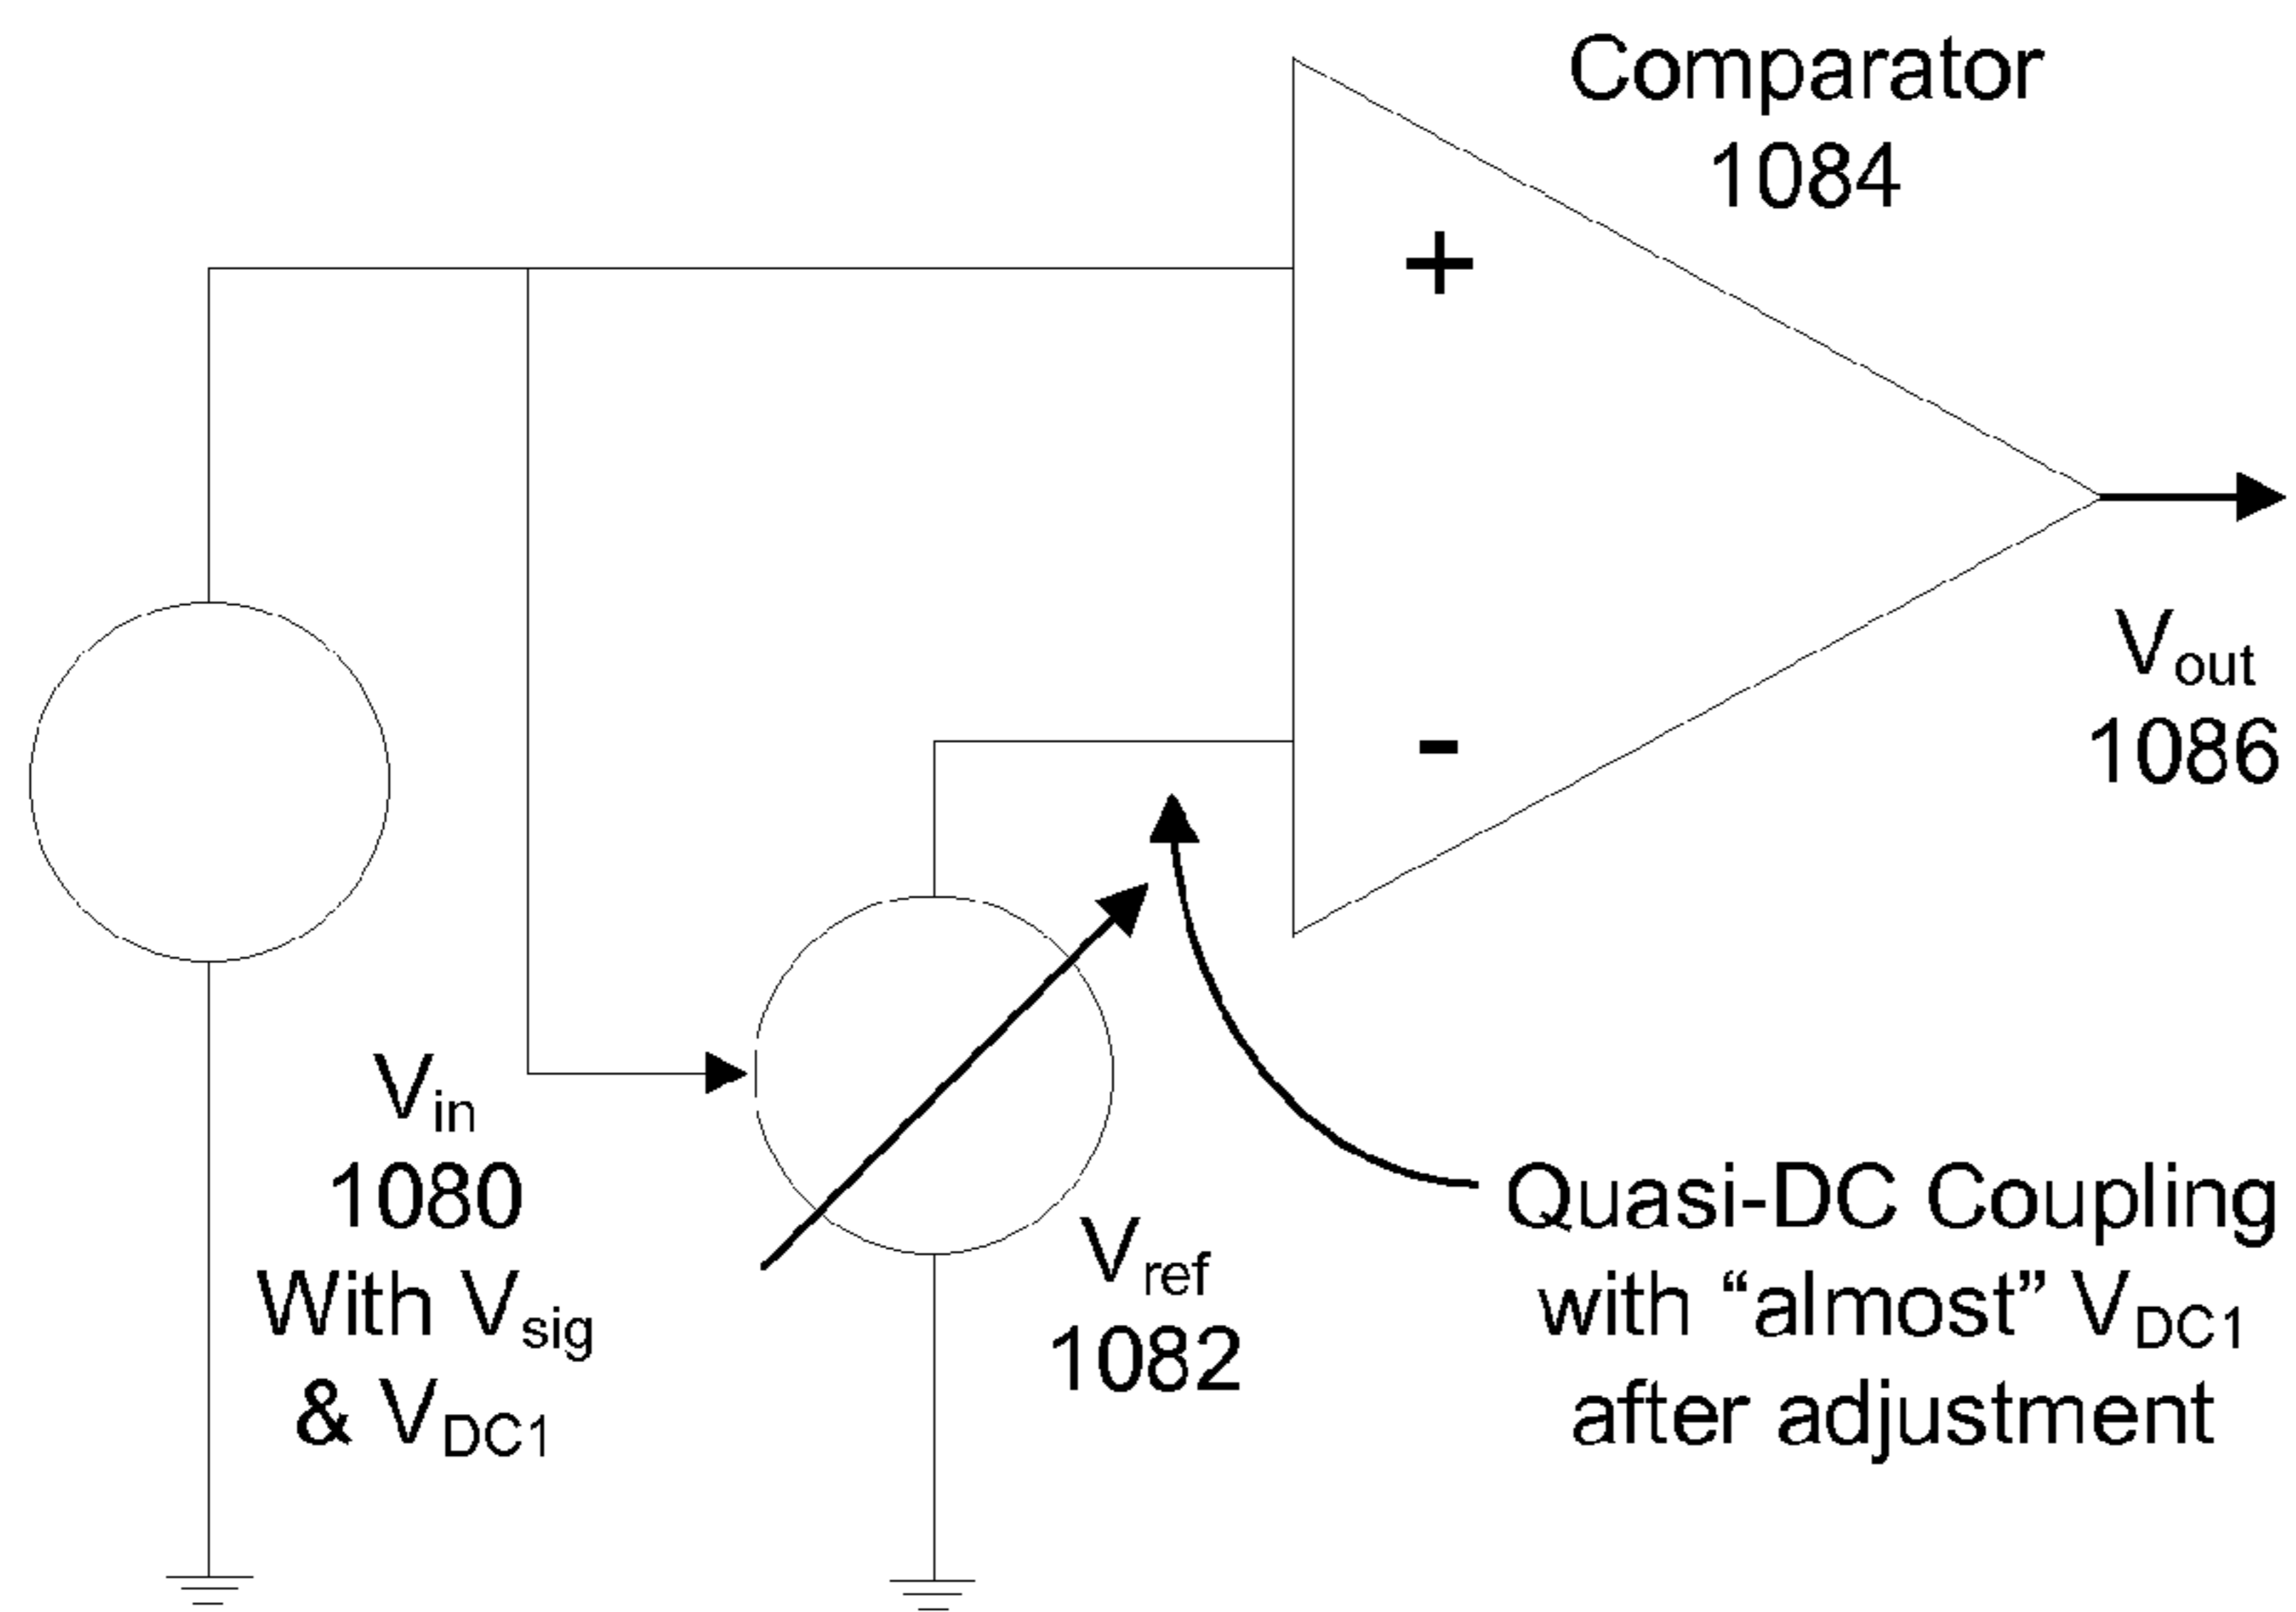 Comparator
1084
+
-
Vout
1086
Vin
1080
With Vsig
& VDC1
Vref
1082
Quasi-DC Coupling
with “almost” VDC1
after adjustment